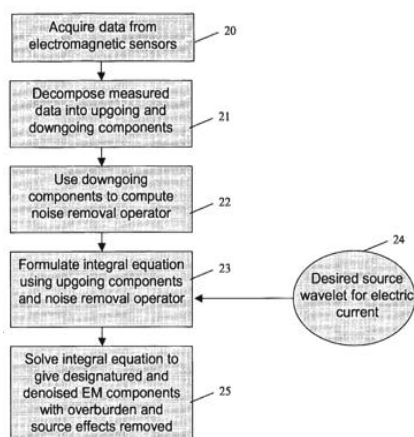 Acquire data from
electromagnetic sensors
20
Decompose measured
data into upgoing and
downgoing components
21
Use downgoing
components to compute
noise removal operator
22
Formulate integral equation
using upgoing components
and noise removal operator
23
24
Desired source
wavelet for electric
current
Solve integral equation to
give designatured and
denoised EM components
with overburden and
source effects removed
25